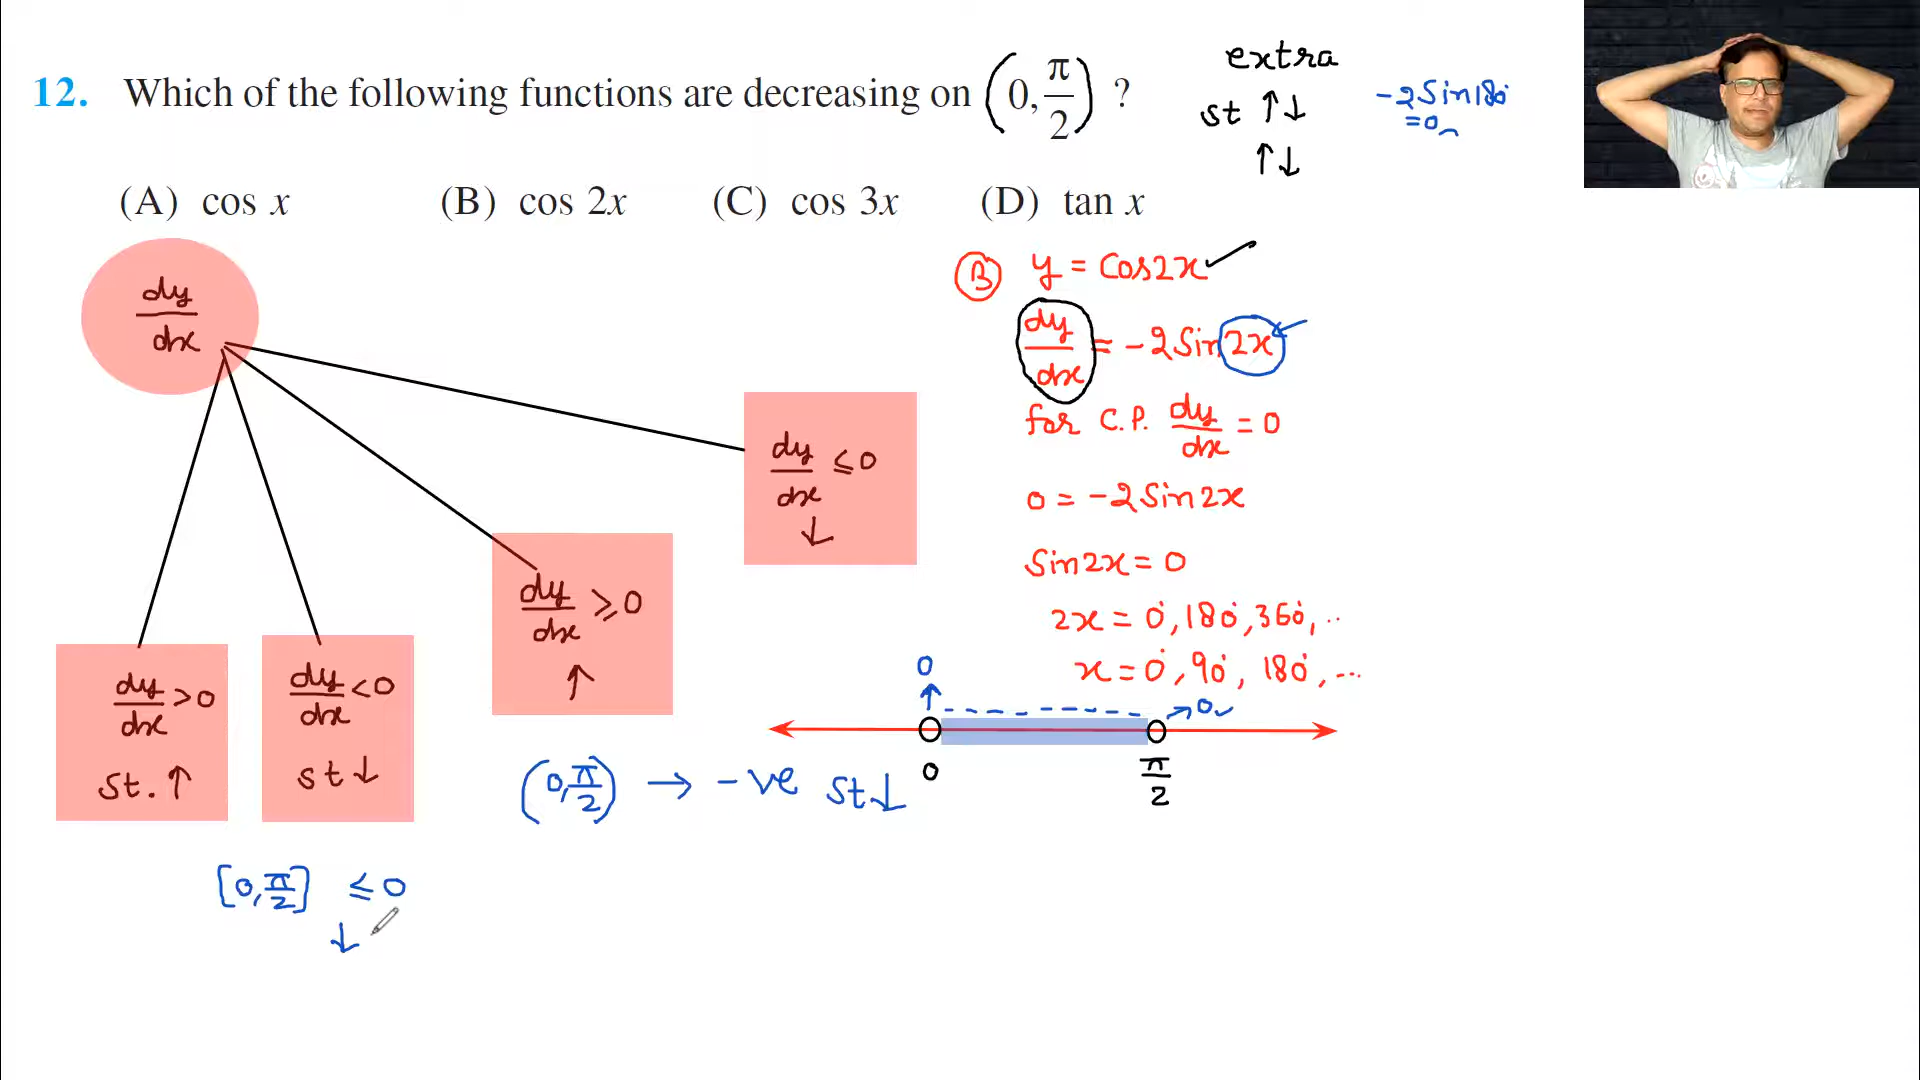 12. Which of the following functions are decreasing on (0, π/2) ?
(A) cos x (B) cos 2x (C) cos 3x (D) tan x
extra
st ↑↓
↑↓
-2Sin180°
=0
dy/dx
dy/dx > 0
St. ↑
dy/dx < 0
st ↓
dy/dx ⩾ 0
↑
dy/dx ⩽ 0
↓
(B) y = Cos2x ✓
dy/dx = -2Sin2x
for C.P. dy/dx = 0
0 = -2Sin2x
Sin2x = 0
2x = 0°, 180°, 360°, ..
x = 0°, 90°, 180°, ...
0
0
0
π/2
(0, π/2) → -ve St↓
[0, π/2] ⩽ 0
↓